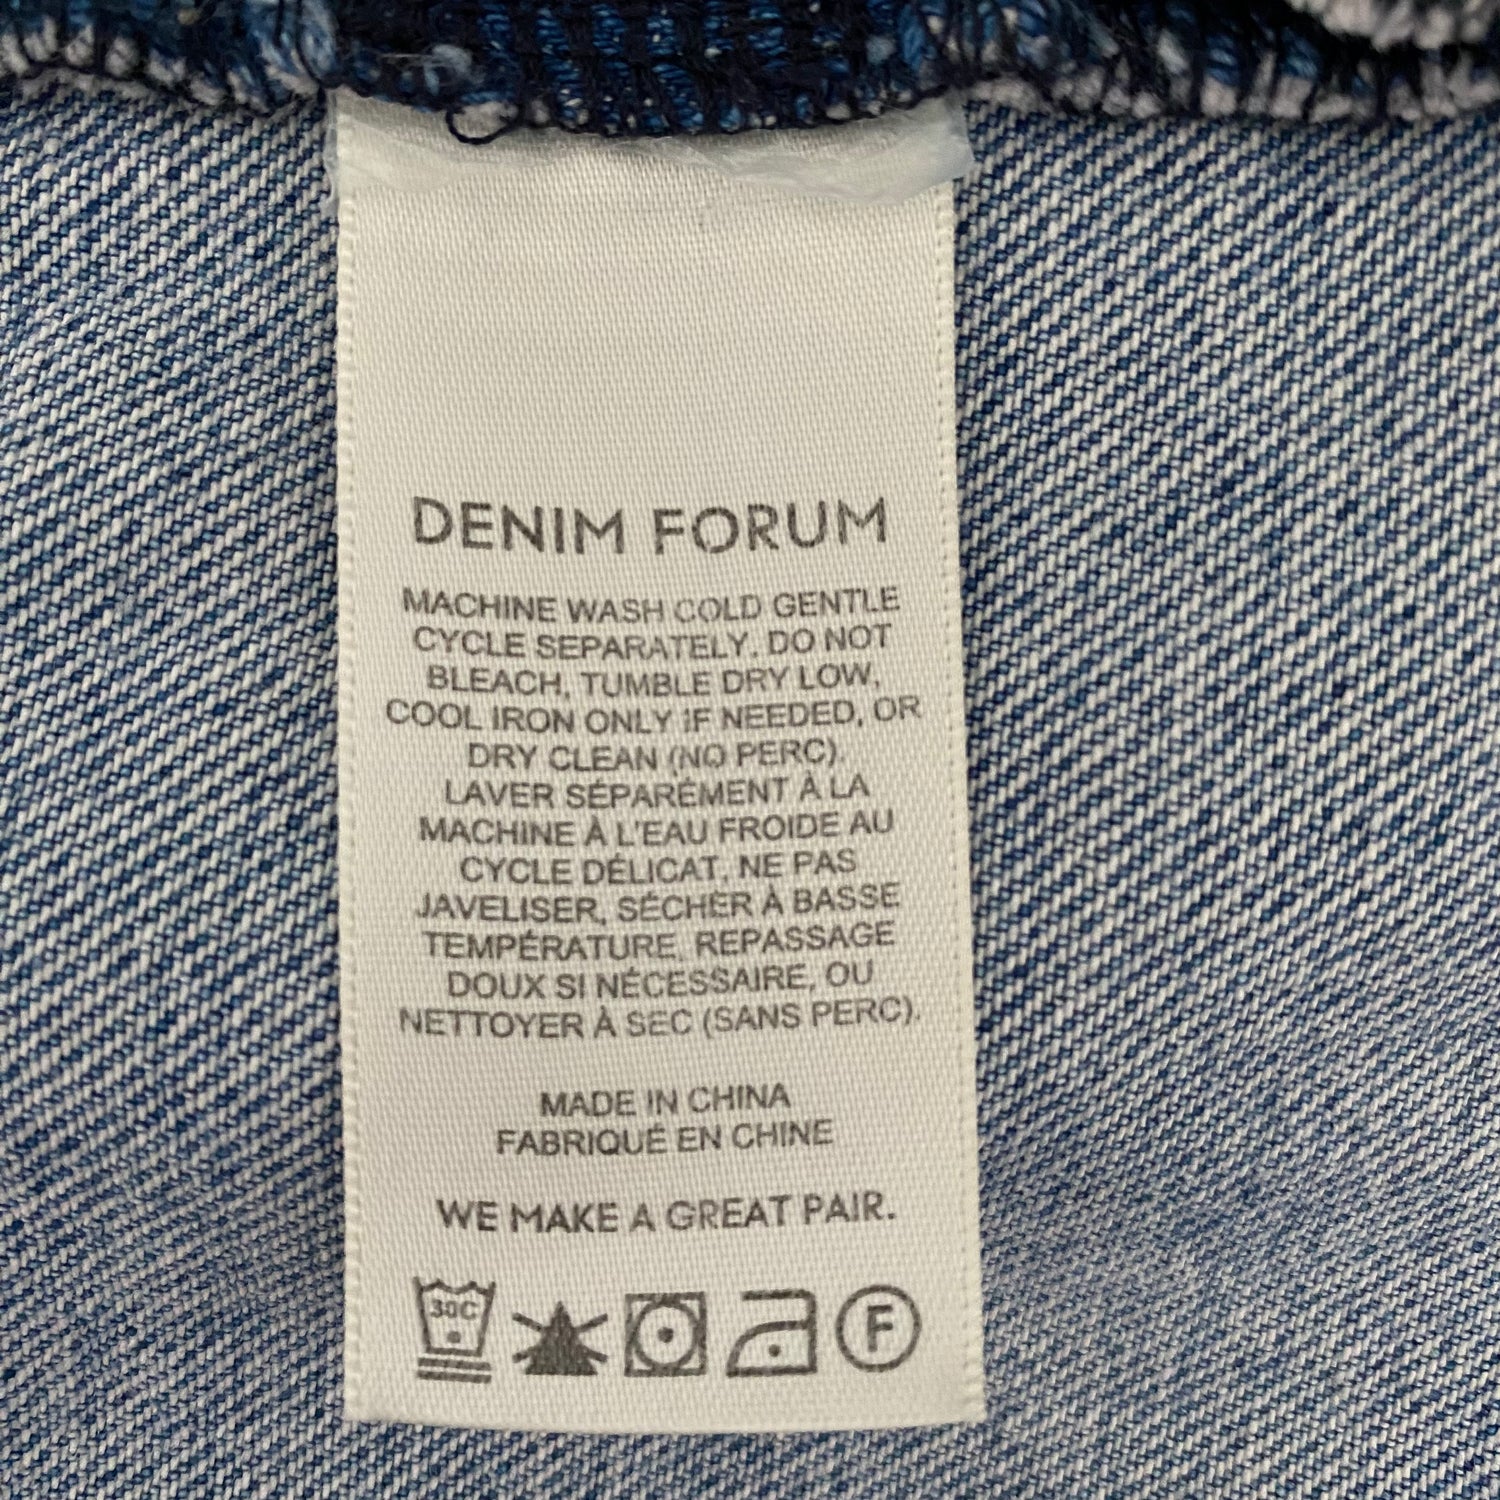 DENIM FORUM
MACHINE WASH COLD GENTLE
CYCLE SEPARATELY. DO NOT
BLEACH, TUMBLE DRY LOW,
COOL IRON ONLY IF NEEDED, OR
DRY CLEAN (NO PERC).
LAVER SÉPARÉMENT À LA
MACHINE À L'EAU FROIDE AU
CYCLE DÉLICAT. NE PAS
JAVELISER, SÉCHER À BASSE
TEMPÉRATURE, REPASSAGE
DOUX SI NÉCESSAIRE, OU
NETTOYER À SEC (SANS PERC).
MADE IN CHINA
FABRIQUÉ EN CHINE
WE MAKE A GREAT PAIR.
30C F